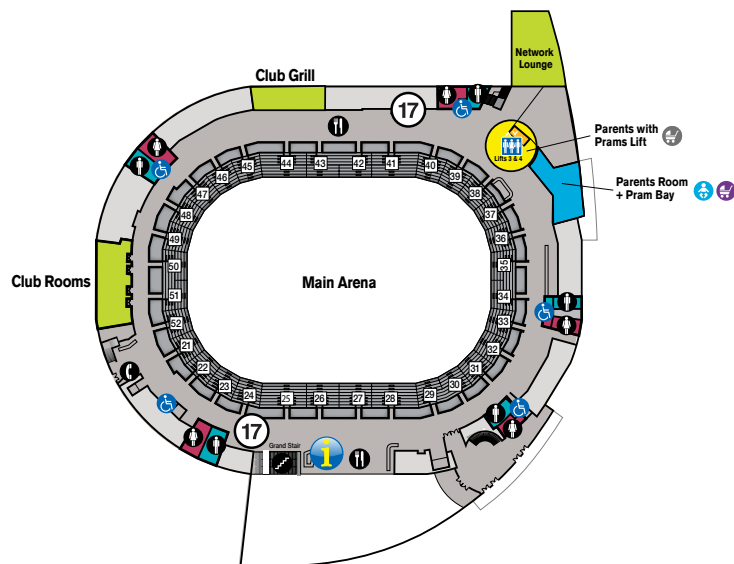 Network
Lounge
Club Grill
17
Parents with
Prams Lift
Lifts 3 & 4
Parents Room
+ Pram Bay
45
44
43
42
41
40
46
39
47
38
48
37
49
36
50
35
Club Rooms
Main Arena
51
34
52
33
21
32
22
31
23
30
24
25
26
27
28
29
17
Grand Stair
i